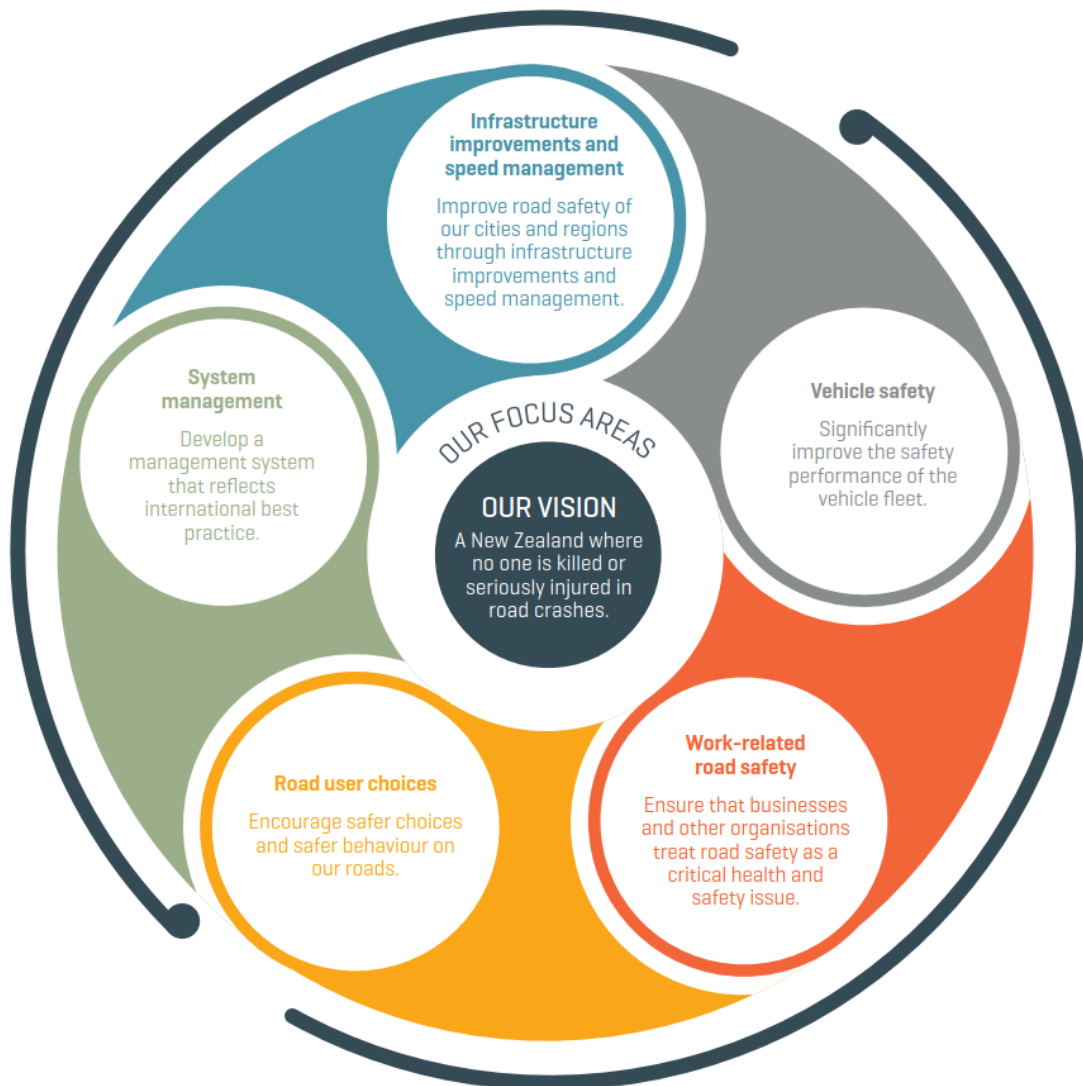 Infrastructure
improvements and
speed management
Improve road safety of
our cities and regions
through infrastructure
improvements and
speed management.
Vehicle safety
Significantly
improve the safety
performance of the
vehicle fleet.
System
management
Develop a
management system
that reflects
international best
practice.
OUR FOCUS AREAS
OUR VISION
A New Zealand where
no one is killed or
seriously injured in
road crashes.
Work-related
road safety
Ensure that businesses
and other organisations
treat road safety as a
critical health and
safety issue.
Road user choices
Encourage safer choices
and safer behaviour on
our roads.